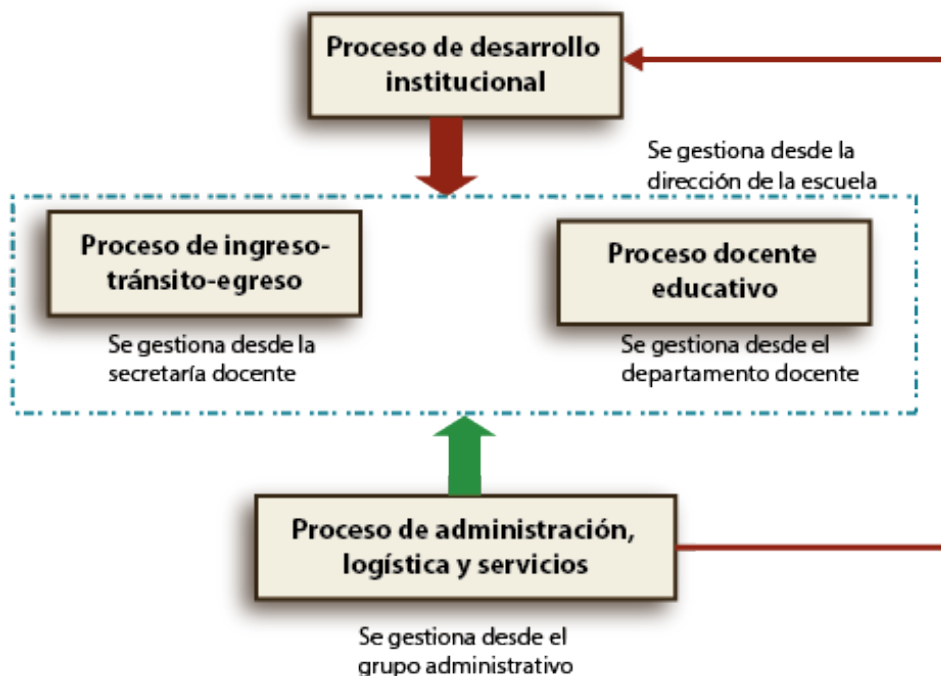 Proceso de desarrollo
institucional
Se gestiona desde la
dirección de la escuela
Proceso de ingreso-
tránsito-egreso
Se gestiona desde la
secretaría docente
Proceso docente
educativo
Se gestiona desde el
departamento docente
Proceso de administración,
logística y servicios
Se gestiona desde el
grupo administrativo